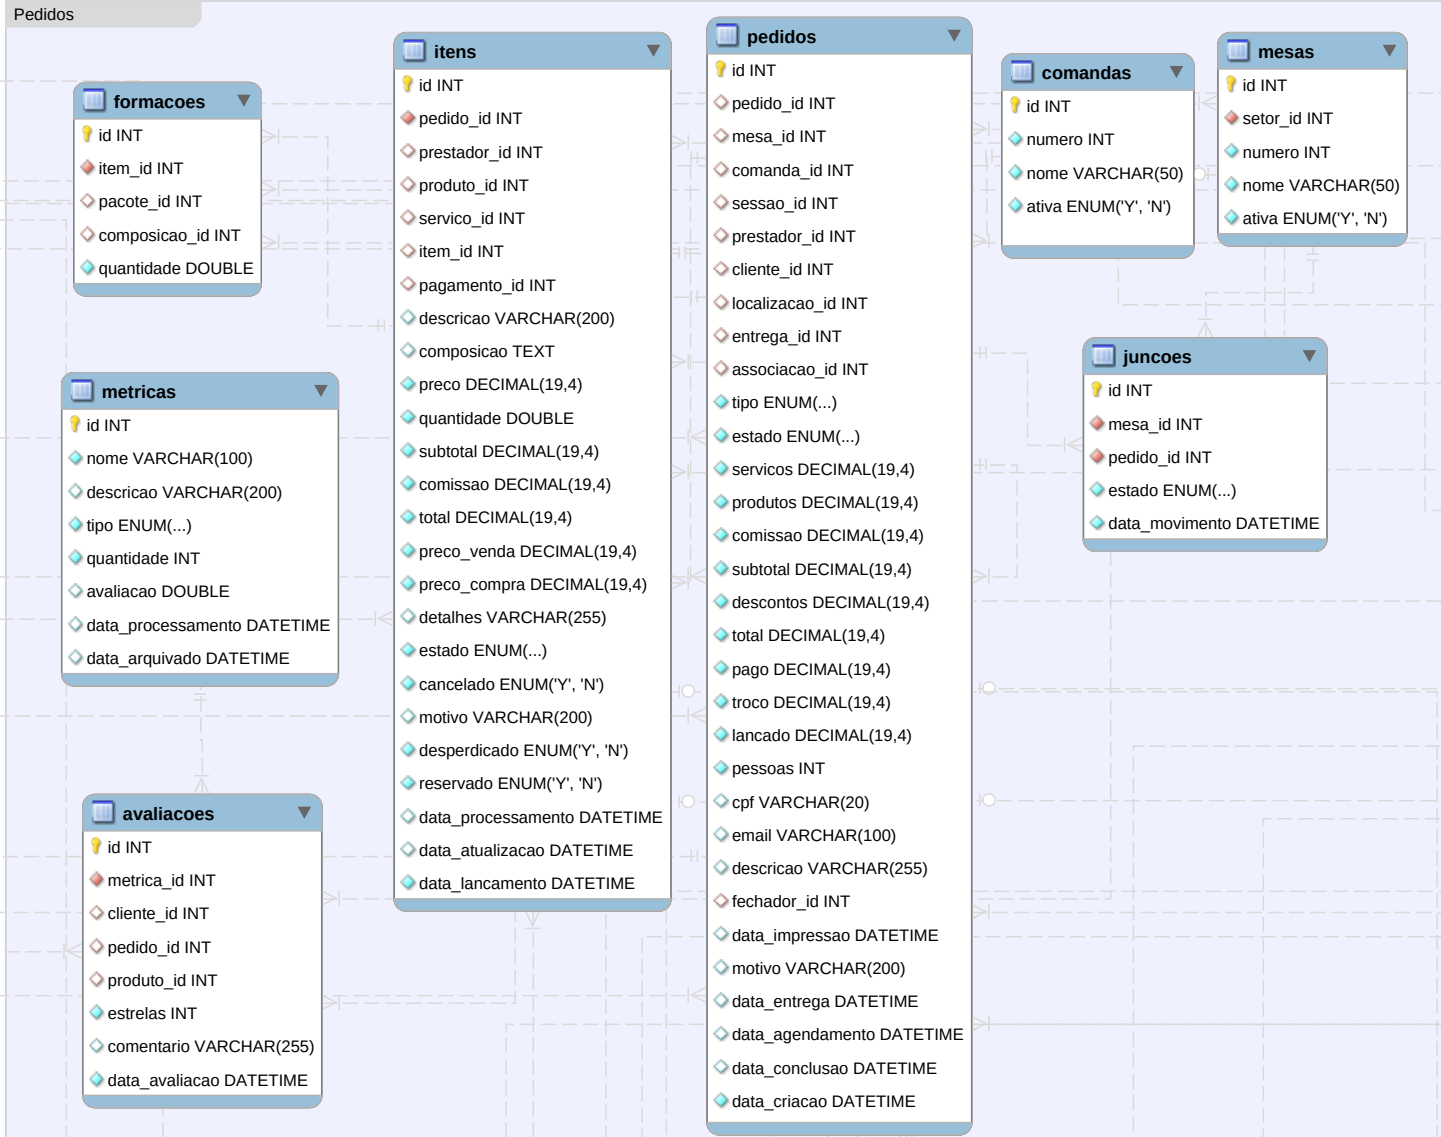 Pedidos
formacoes
id INT
item_id INT
pacote_id INT
composicao_id INT
quantidade DOUBLE
metricas
id INT
nome VARCHAR(100)
descricao VARCHAR(200)
tipo ENUM(...)
quantidade INT
avaliacao DOUBLE
data_processamento DATETIME
data_arquivado DATETIME
avaliacoes
id INT
metrica_id INT
cliente_id INT
pedido_id INT
produto_id INT
estrelas INT
comentario VARCHAR(255)
data_avaliacao DATETIME
itens
id INT
pedido_id INT
prestador_id INT
produto_id INT
servico_id INT
item_id INT
pagamento_id INT
descricao VARCHAR(200)
composicao TEXT
preco DECIMAL(19,4)
quantidade DOUBLE
subtotal DECIMAL(19,4)
comissao DECIMAL(19,4)
total DECIMAL(19,4)
preco_venda DECIMAL(19,4)
preco_compra DECIMAL(19,4)
detalhes VARCHAR(255)
estado ENUM(...)
cancelado ENUM('Y', 'N')
motivo VARCHAR(200)
desperdicado ENUM('Y', 'N')
reservado ENUM('Y', 'N')
data_processamento DATETIME
data_atualizacao DATETIME
data_lancamento DATETIME
pedidos
id INT
pedido_id INT
mesa_id INT
comanda_id INT
sessao_id INT
prestador_id INT
cliente_id INT
localizacao_id INT
entrega_id INT
associacao_id INT
tipo ENUM(...)
estado ENUM(...)
servicos DECIMAL(19,4)
produtos DECIMAL(19,4)
comissao DECIMAL(19,4)
subtotal DECIMAL(19,4)
descontos DECIMAL(19,4)
total DECIMAL(19,4)
pago DECIMAL(19,4)
troco DECIMAL(19,4)
lancado DECIMAL(19,4)
pessoas INT
cpf VARCHAR(20)
email VARCHAR(100)
descricao VARCHAR(255)
fechador_id INT
data_impressao DATETIME
motivo VARCHAR(200)
data_entrega DATETIME
data_agendamento DATETIME
data_conclusao DATETIME
data_criacao DATETIME
comandas
id INT
numero INT
nome VARCHAR(50)
ativa ENUM('Y', 'N')
mesas
id INT
setor_id INT
numero INT
nome VARCHAR(50)
ativa ENUM('Y', 'N')
juncoes
id INT
mesa_id INT
pedido_id INT
estado ENUM(...)
data_movimento DATETIME